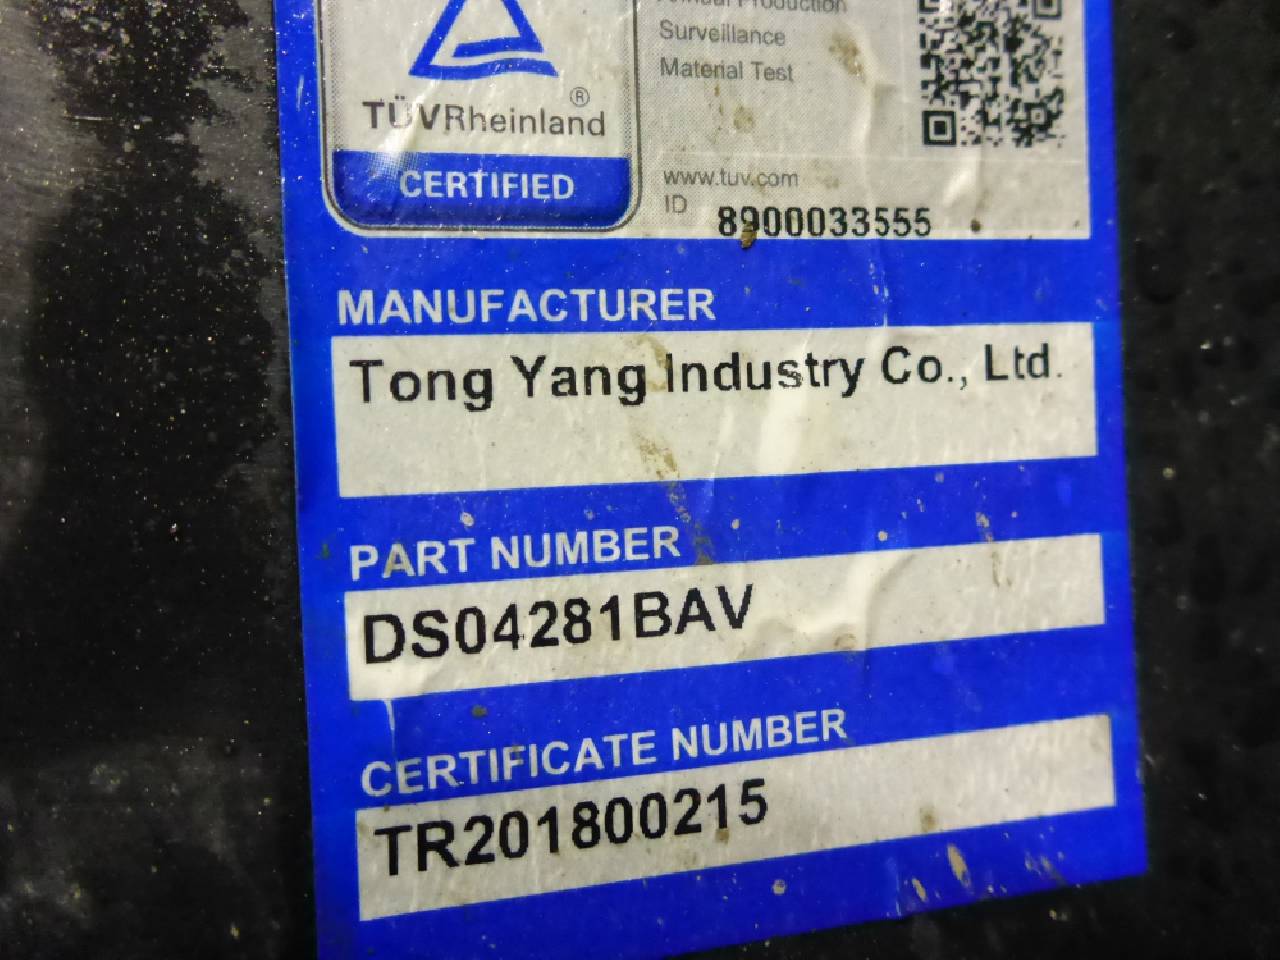 Production
Surveillance
Material Test
®
TÜVRheinland
CERTIFIED
www.tuv.com
ID 8900033555
MANUFACTURER
Tong Yang Industry Co., Ltd.
PART NUMBER
DS04281BAV
CERTIFICATE NUMBER
TR201800215